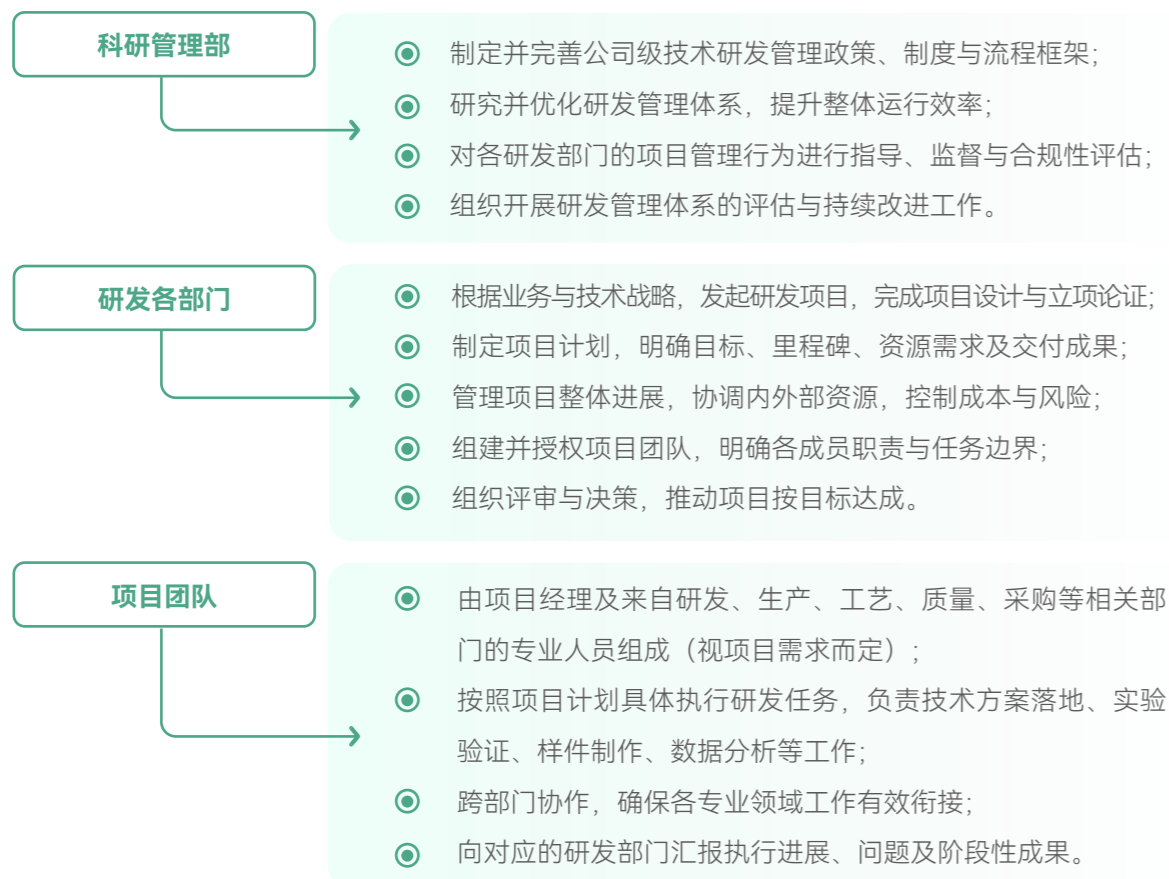 科研管理部
制定并完善公司级技术研发管理政策、制度与流程框架;
研究并优化研发管理体系，提升整体运行效率;
对各研发部门的项目管理行为进行指导、监督与合规性评估;
组织开展研发管理体系的评估与持续改进工作。
研发各部门
根据业务与技术战略，发起研发项目，完成项目设计与立项论证;
制定项目计划，明确目标、里程碑、资源需求及交付成果;
管理项目整体进展，协调内外部资源，控制成本与风险;
组建并授权项目团队，明确各成员职责与任务边界;
组织评审与决策，推动项目按目标达成。
项目团队
由项目经理及来自研发、生产、工艺、质量、采购等相关部
门的专业人员组成（视项目需求而定）;
按照项目计划具体执行研发任务，负责技术方案落地、实验
验证、样件制作、数据分析等工作;
跨部门协作，确保各专业领域工作有效衔接;
向对应的研发部门汇报执行进展、问题及阶段性成果。